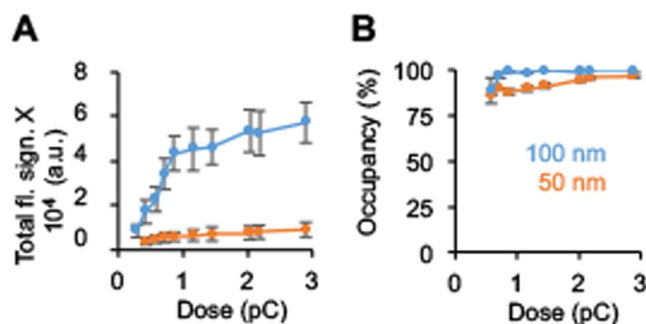 A
Total fl. sign. X
10⁴ (a.u.)
8
6
4
2
0
0
1
2
3
Dose (pC)
B
Occupancy (%)
100
75
50
25
0
100 nm
50 nm
0
1
2
3
Dose (pC)